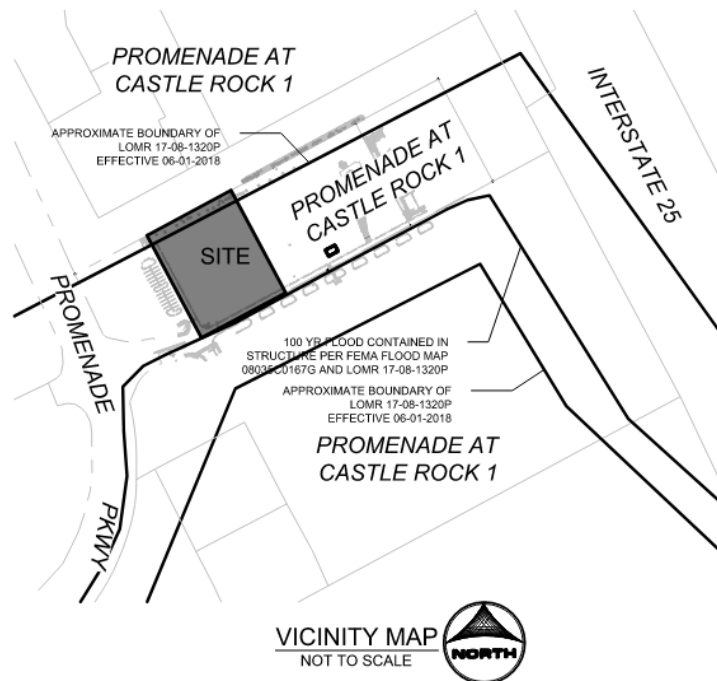 PROMENADE AT
CASTLE ROCK 1
APPROXIMATE BOUNDARY OF
LOMR 17-08-1320P
EFFECTIVE 06-01-2018
INTERSTATE 25
PROMENADE AT
CASTLE ROCK 1
SITE
PROMENADE
PKWY
100 YR FLOOD CONTAINED IN
STRUCTURE PER FEMA FLOOD MAP
08035C0167G AND LOMR 17-08-1320P
APPROXIMATE BOUNDARY OF
LOMR 17-08-1320P
EFFECTIVE 06-01-2018
PROMENADE AT
CASTLE ROCK 1
VICINITY MAP
NOT TO SCALE
NORTH